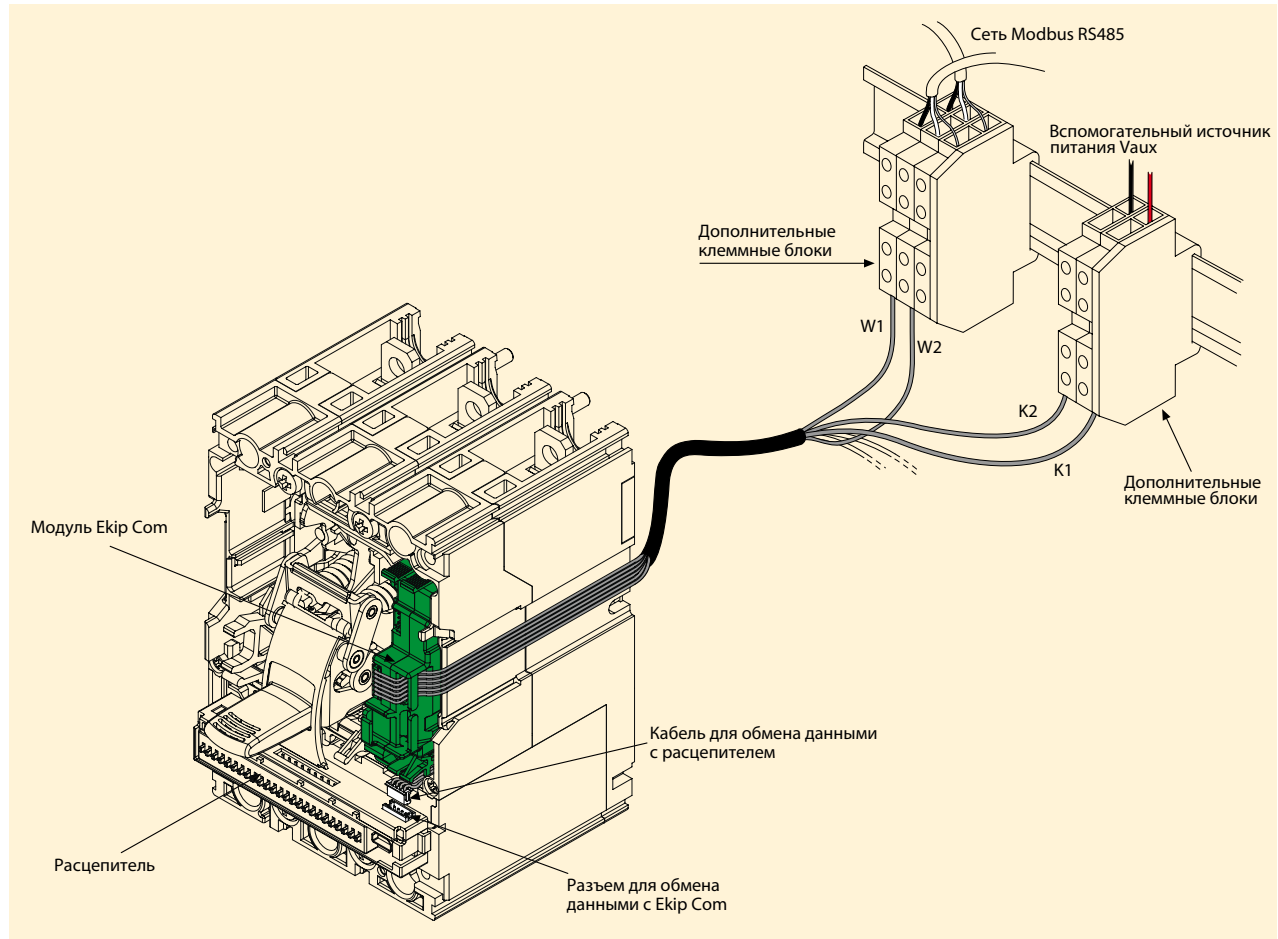 Сеть Modbus RS485
Вспомогательный источник
питания Vaux
Дополнительные
клеммные блоки
W1
W2
K2
K1
Дополнительные
клеммные блоки
Модуль Ekip Com
Кабель для обмена данными
с расцепителем
Расцепитель
Разъем для обмена
данными с Ekip Com